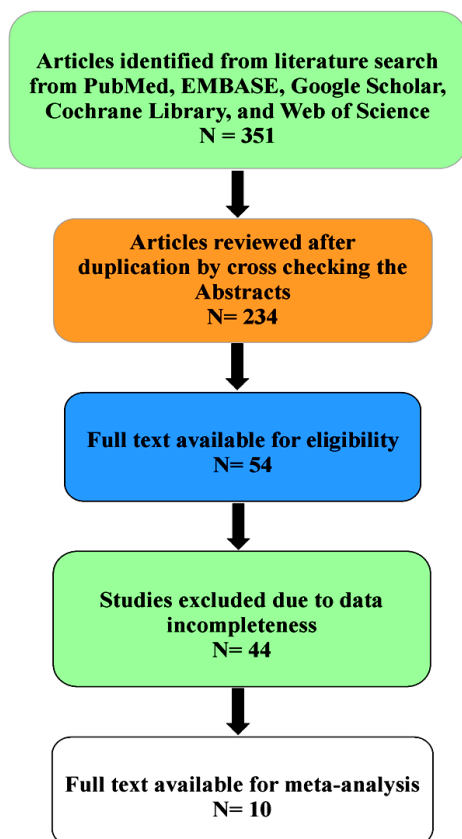 Articles identified from literature search
from PubMed, EMBASE, Google Scholar,
Cochrane Library, and Web of Science
N = 351
Articles reviewed after
duplication by cross checking the
Abstracts
N= 234
Full text available for eligibility
N= 54
Studies excluded due to data
incompleteness
N= 44
Full text available for meta-analysis
N= 10